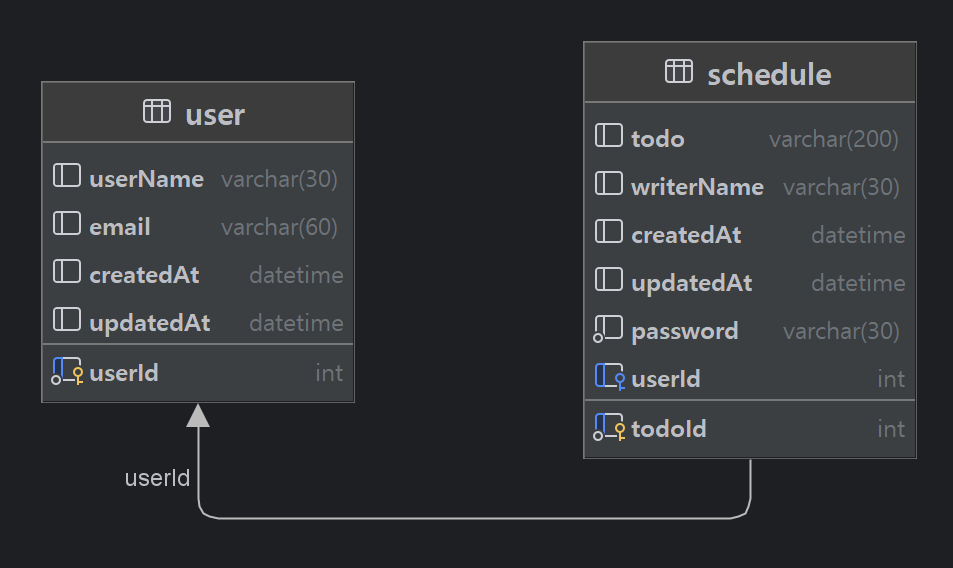 user
userName varchar(30)
email varchar(60)
createdAt datetime
updatedAt datetime
userId int
schedule
todo varchar(200)
writerName varchar(30)
createdAt datetime
updatedAt datetime
password varchar(30)
userId int
todoId int
userId